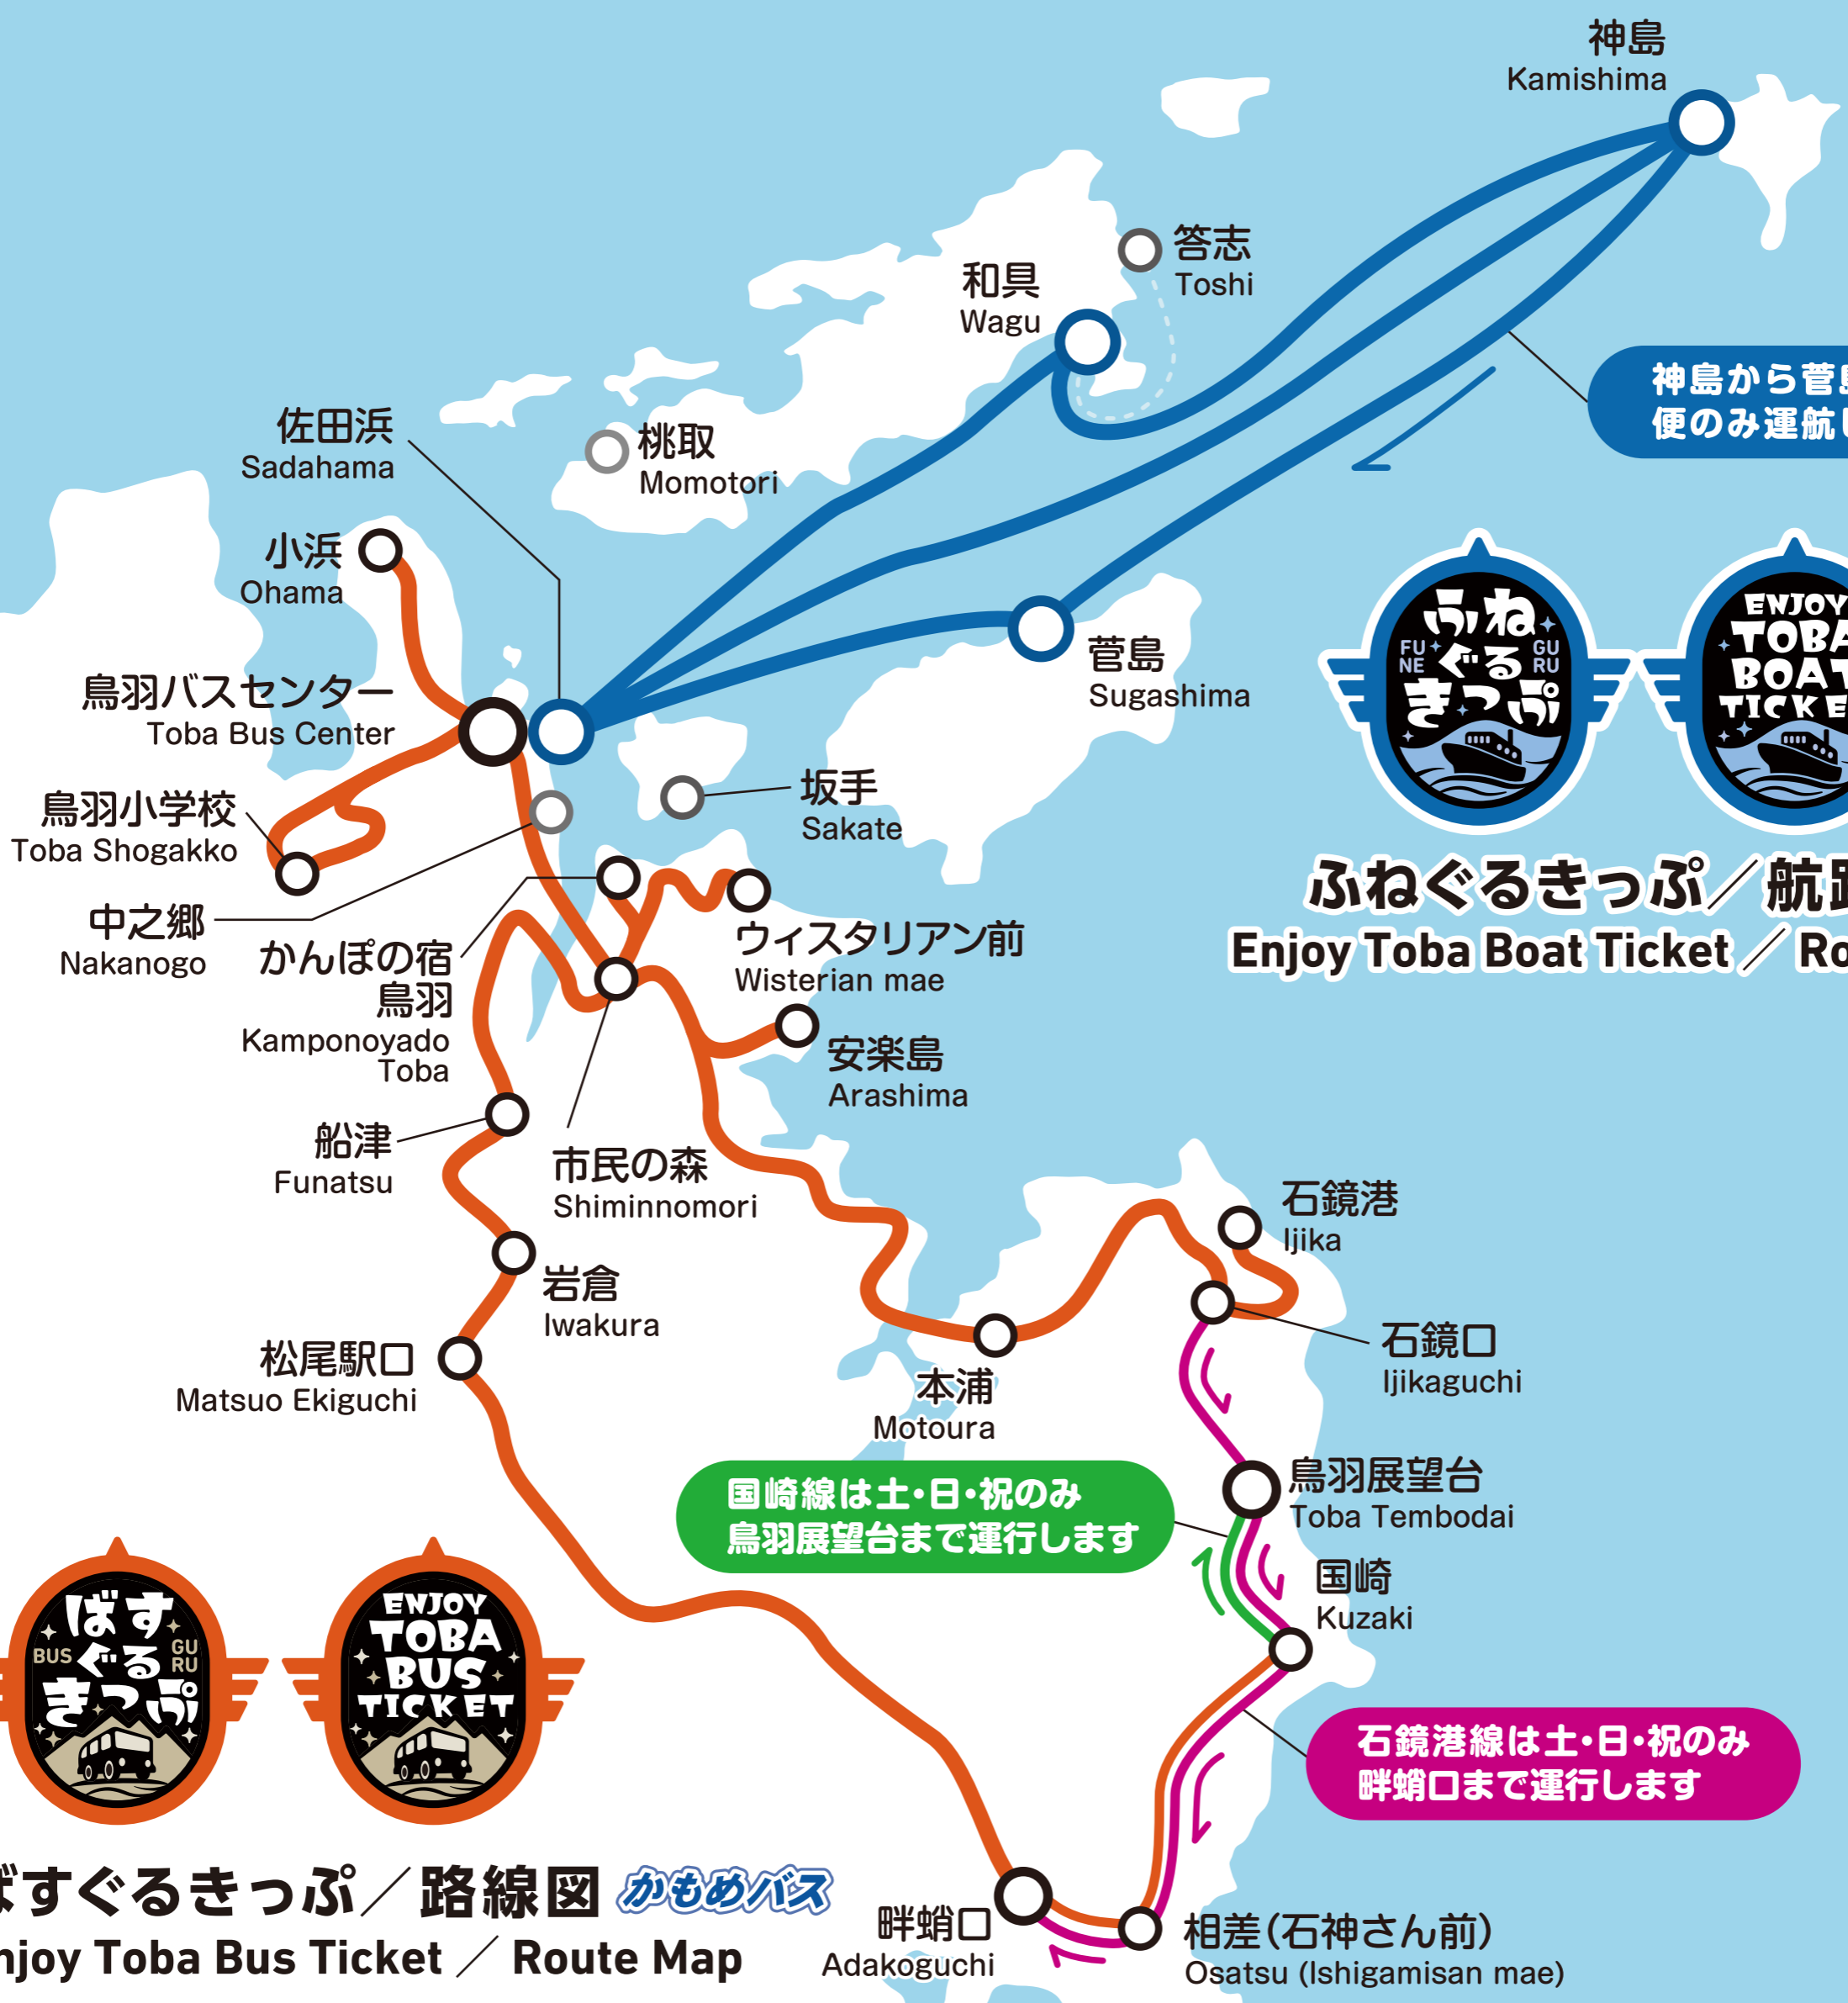 神島
Kamishima
答志
Toshi
和具
Wagu
神島から菅島
便のみ運航
佐田浜
Sadahama
桃取
Momotori
小浜
Ohama
菅島
Sugashima
鳥羽バスセンター
Toba Bus Center
ふね
FU
NE
ぐる
GU
RU
きっぷ
ENJOY
TOBA
BOAT
TICKE
鳥羽小学校
Toba Shogakko
坂手
Sakate
中之郷
Nakanogo
かんぽの宿
鳥羽
Kamponoyado
Toba
ウィスタリアン前
Wisterian mae
ふねぐるきっぷ／航路
Enjoy Toba Boat Ticket ／ Ro
安楽島
Arashima
船津
Funatsu
市民の森
Shiminnomori
石鏡港
Ijika
岩倉
Iwakura
松尾駅口
Matsuo Ekiguchi
本浦
Motoura
石鏡口
Ijikaguchi
国崎線は土・日・祝のみ
鳥羽展望台まで運行します
鳥羽展望台
Toba Tembodai
国崎
Kuzaki
ばす
BUS
ぐる
GU
RU
きっぷ
ENJOY
TOBA
BUS
TICKET
石鏡港線は土・日・祝のみ
畔蛸口まで運行します
ばすぐるきっぷ／路線図 かもめバス
njoy Toba Bus Ticket ／ Route Map
畔蛸口
Adakoguchi
相差(石神さん前)
Osatsu (Ishigamisan mae)